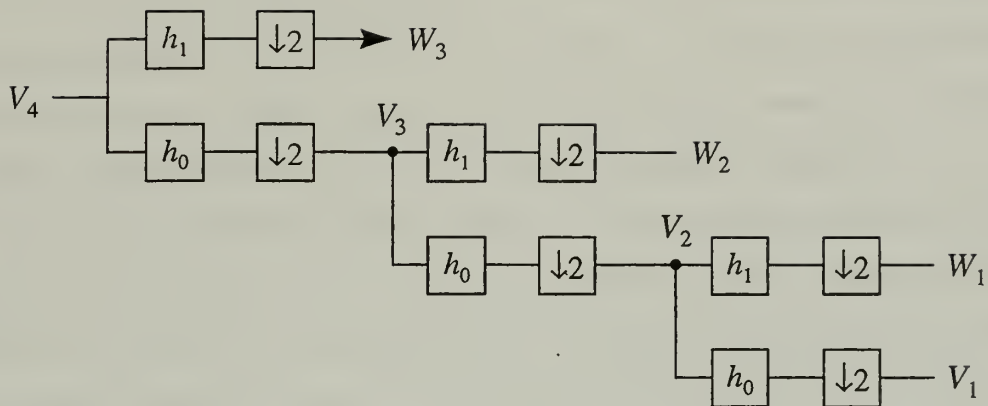 h₁ ↓2 W₃
V₄
V₃
h₀ ↓2 h₁ ↓2 W₂
V₂
h₀ ↓2 h₁ ↓2 W₁
h₀ ↓2 V₁